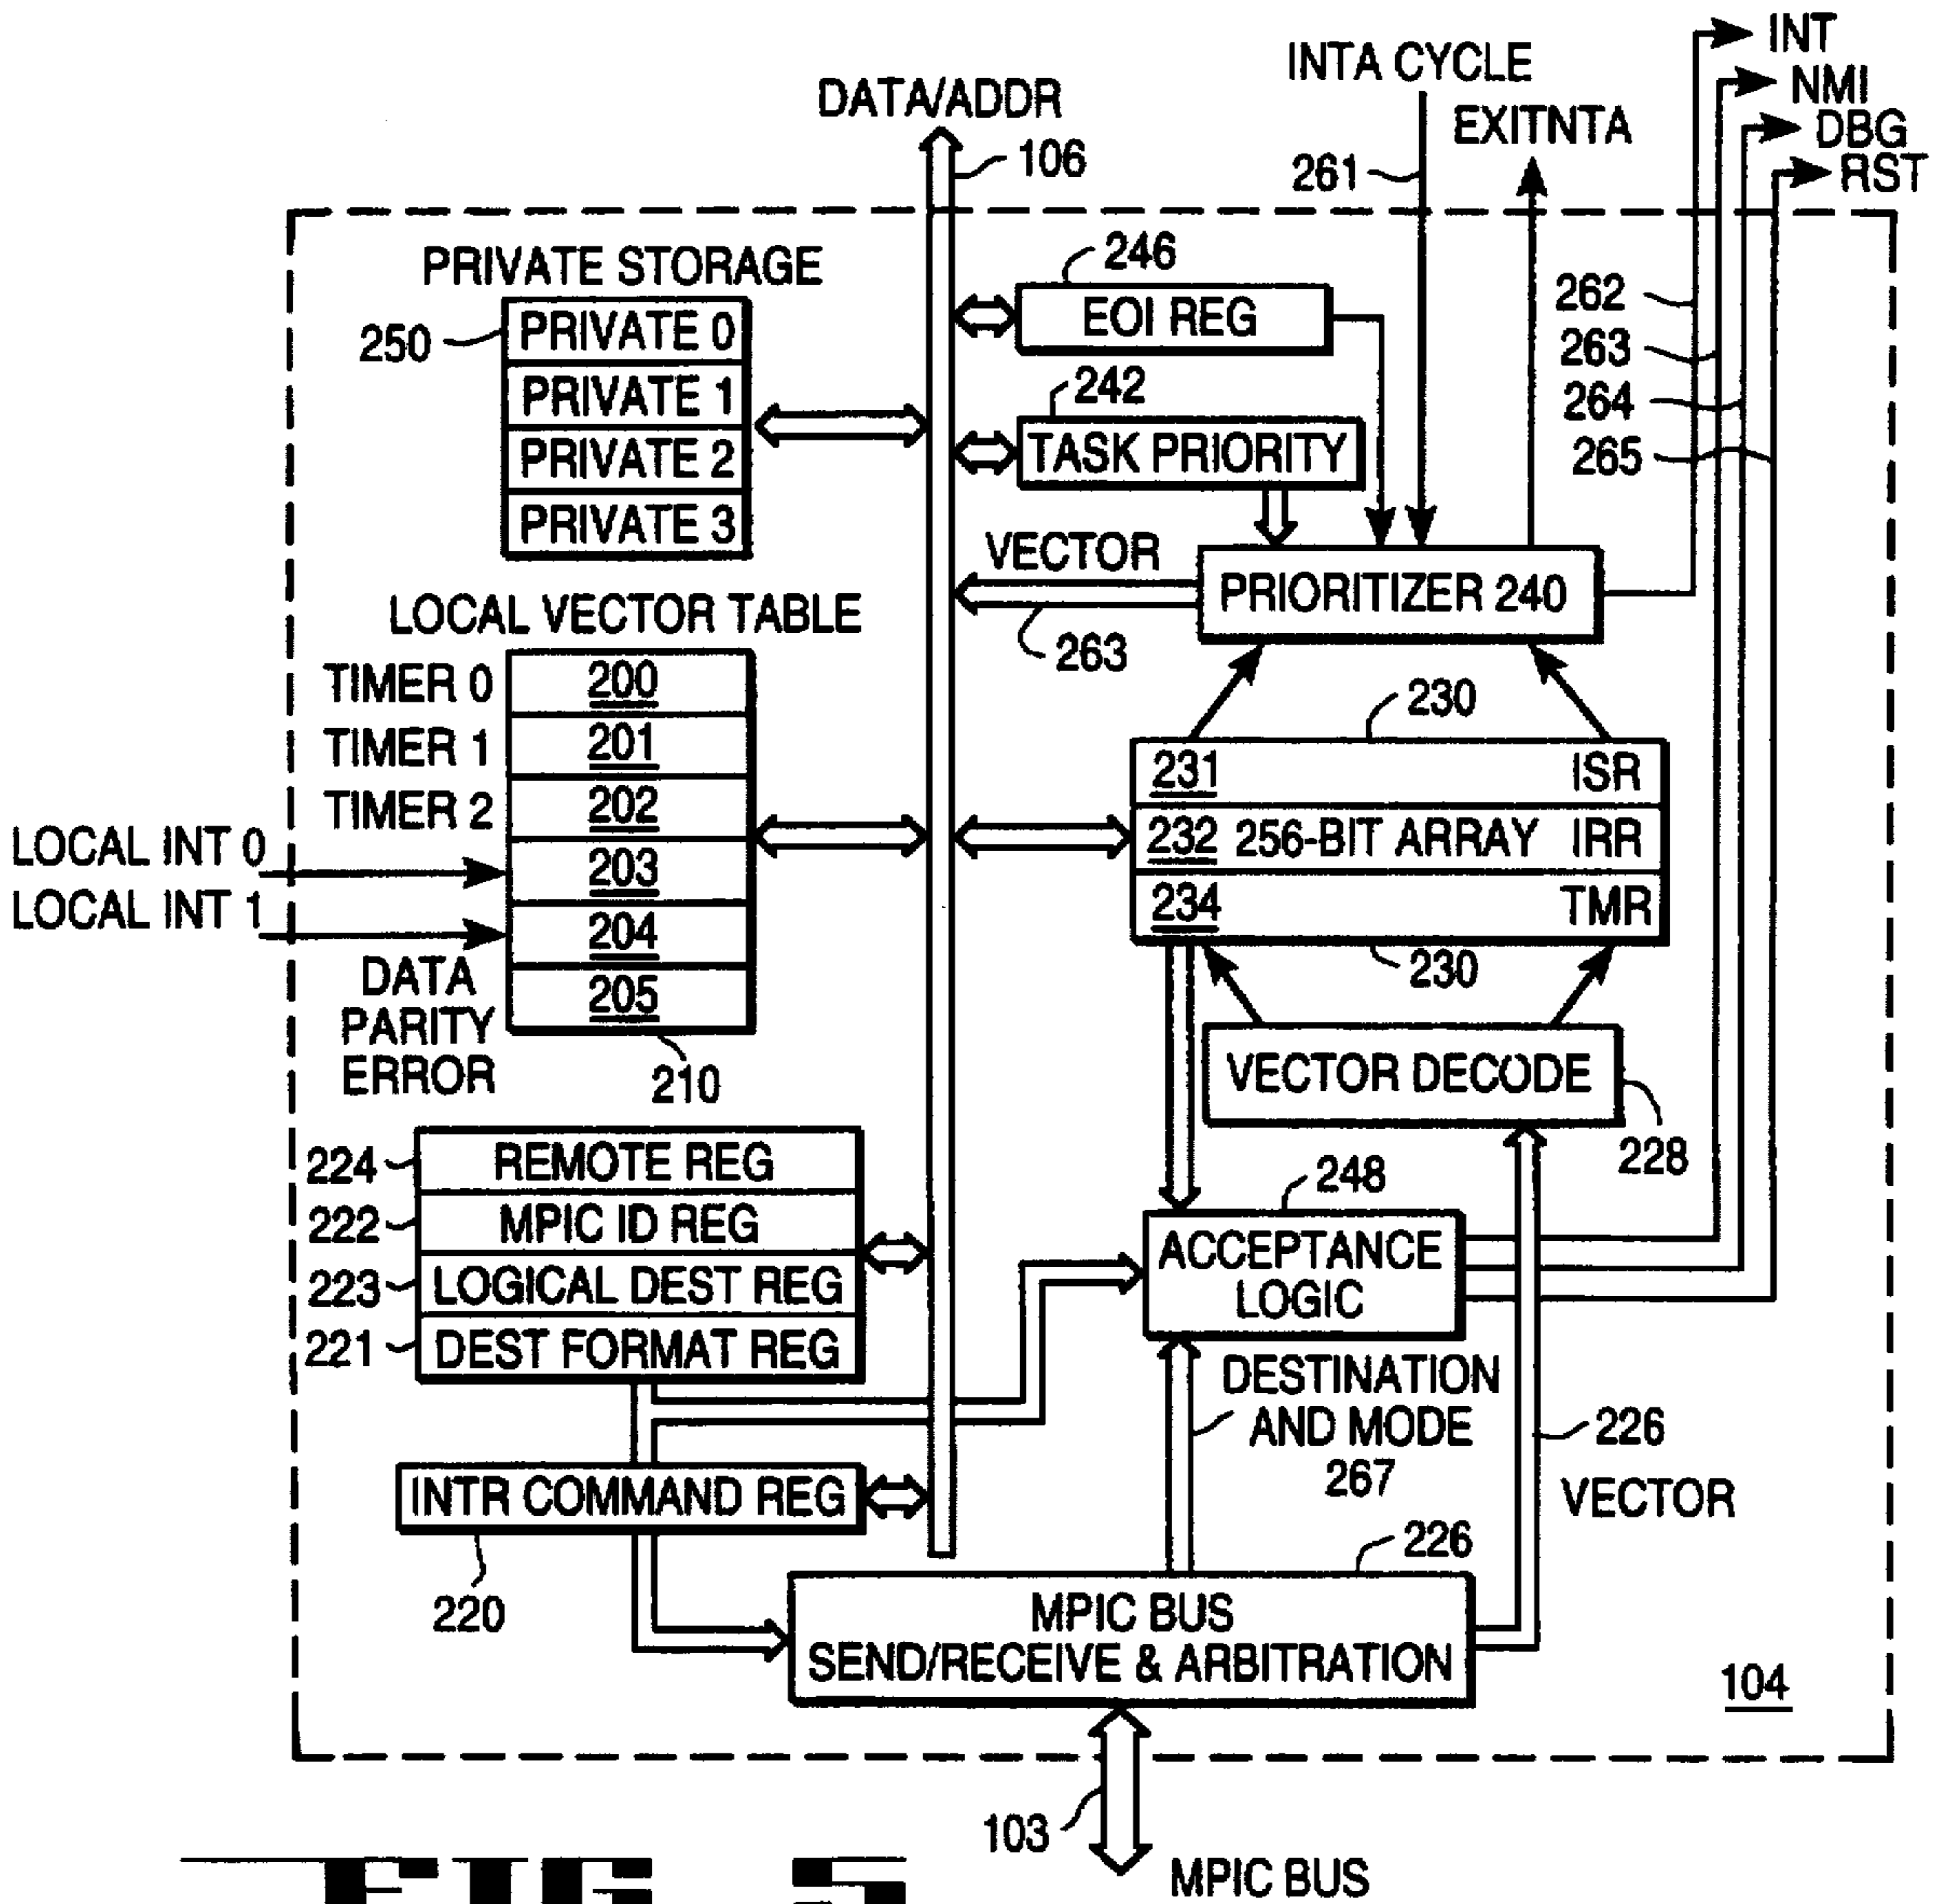 INT
NMI
DBG
RST
INTA CYCLE
EXITNTA
DATA/ADDR
106
261
262
263
264
265
PRIVATE STORAGE
250
PRIVATE 0
PRIVATE 1
PRIVATE 2
PRIVATE 3
246
EOI REG
242
TASK PRIORITY
VECTOR
263
PRIORITIZER 240
LOCAL VECTOR TABLE
TIMER 0 200
TIMER 1 201
TIMER 2 202
LOCAL INT 0 203
LOCAL INT 1 204
DATA
PARITY
ERROR
205
210
230
231 ISR
232 256-BIT ARRAY IRR
234 TMR
230
VECTOR DECODE
228
224 REMOTE REG
222 MPIC ID REG
223 LOGICAL DEST REG
221 DEST FORMAT REG
248
ACCEPTANCE
LOGIC
DESTINATION
AND MODE
267
226
VECTOR
INTR COMMAND REG
220
226
MPIC BUS
SEND/RECEIVE & ARBITRATION
104
103
MPIC BUS
FIG 5